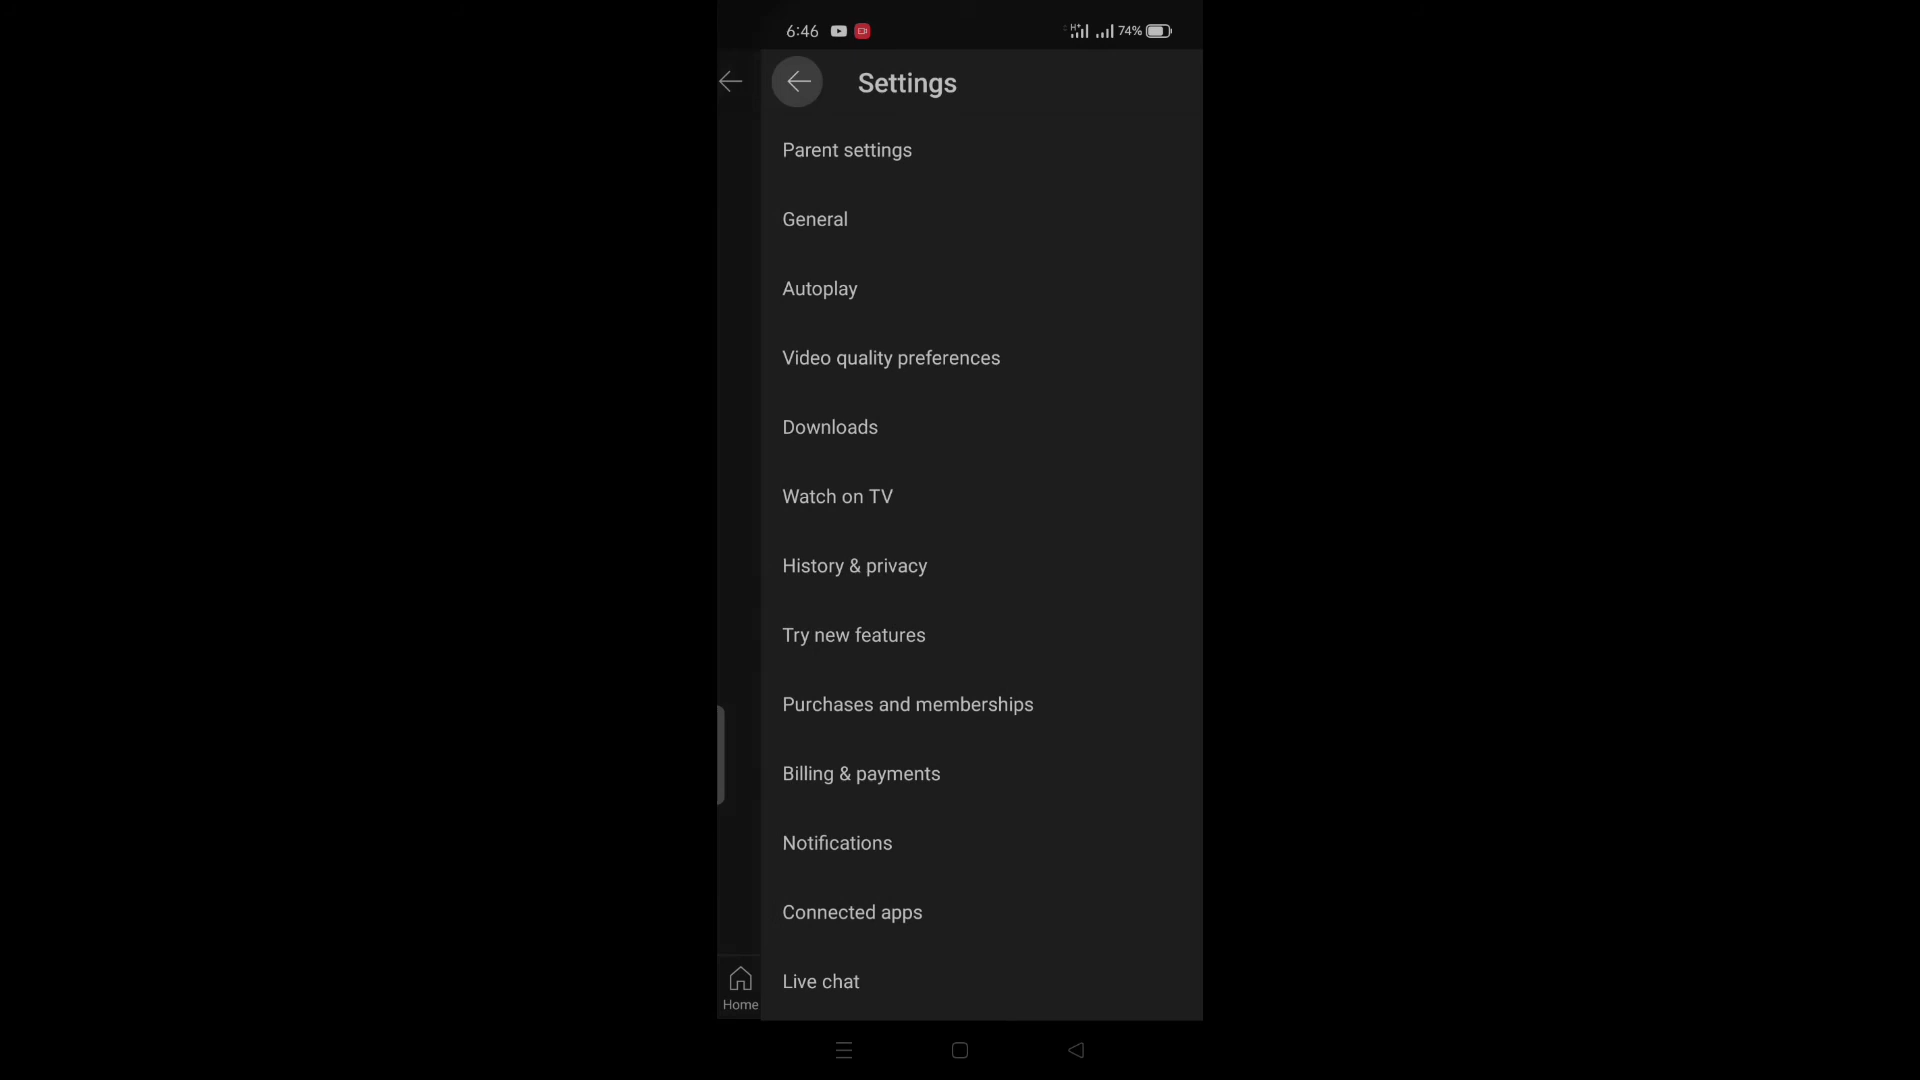 6:46
H+ 74%
Settings
Parent settings
General
Autoplay
Video quality preferences
Downloads
Watch on TV
History & privacy
Try new features
Purchases and memberships
Billing & payments
Notifications
Connected apps
Live chat
Home